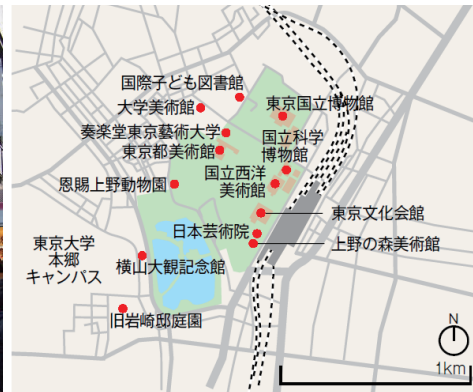 国際子ども図書館
大学美術館
東京国立博物館
奏楽堂東京藝術大学
東京都美術館
国立科学
博物館
恩賜上野動物園
国立西洋
美術館
東京文化会館
日本芸術院
上野の森美術館
東京大学
本郷
キャンパス
横山大観記念館
旧岩崎邸庭園
N
1km